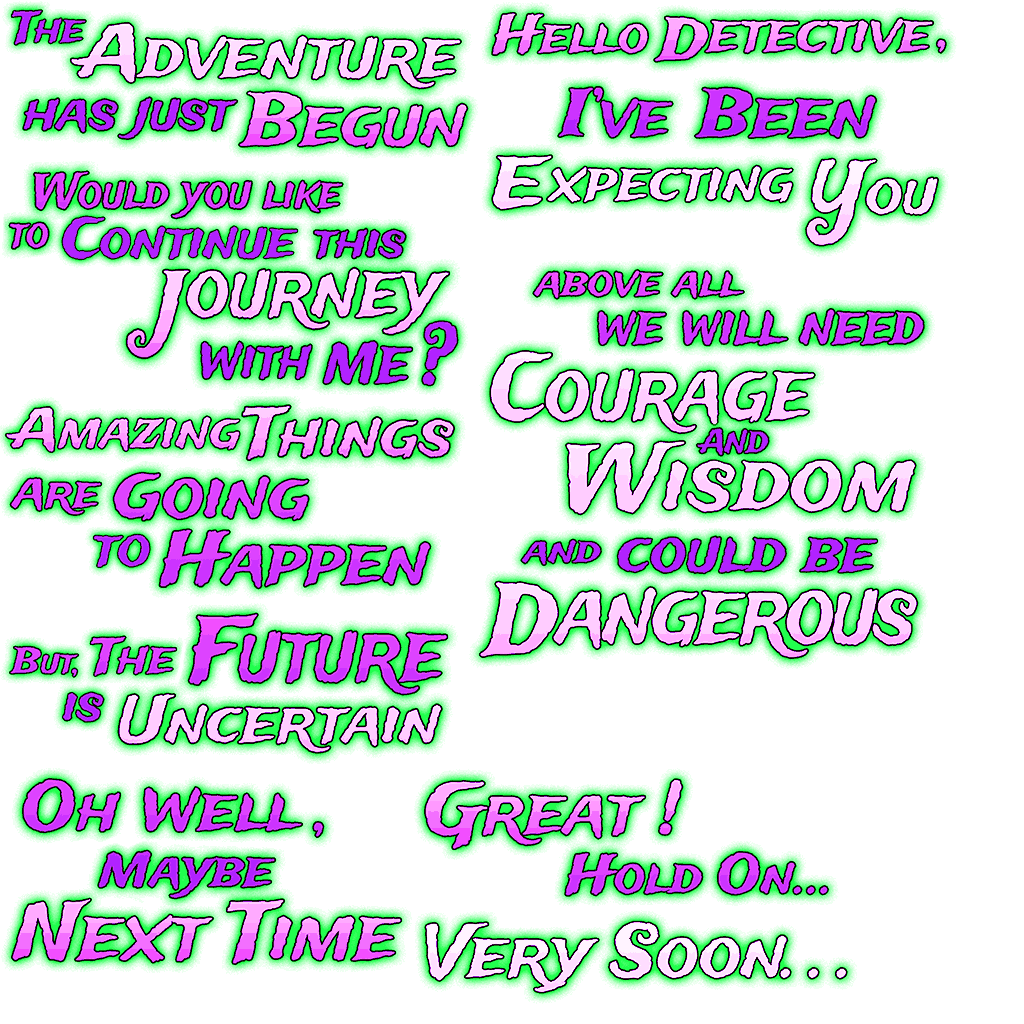 The Adventure
has just Begun
Would you like
to Continue this
Journey
with Me?
Amazing Things
are Going
to Happen
But, The Future
is Uncertain
Oh well,
Maybe
Next Time
Hello Detective,
I've Been
Expecting You
above all
we will need
Courage
and
Wisdom
and could be
Dangerous
Great!
Hold On...
Very Soon...